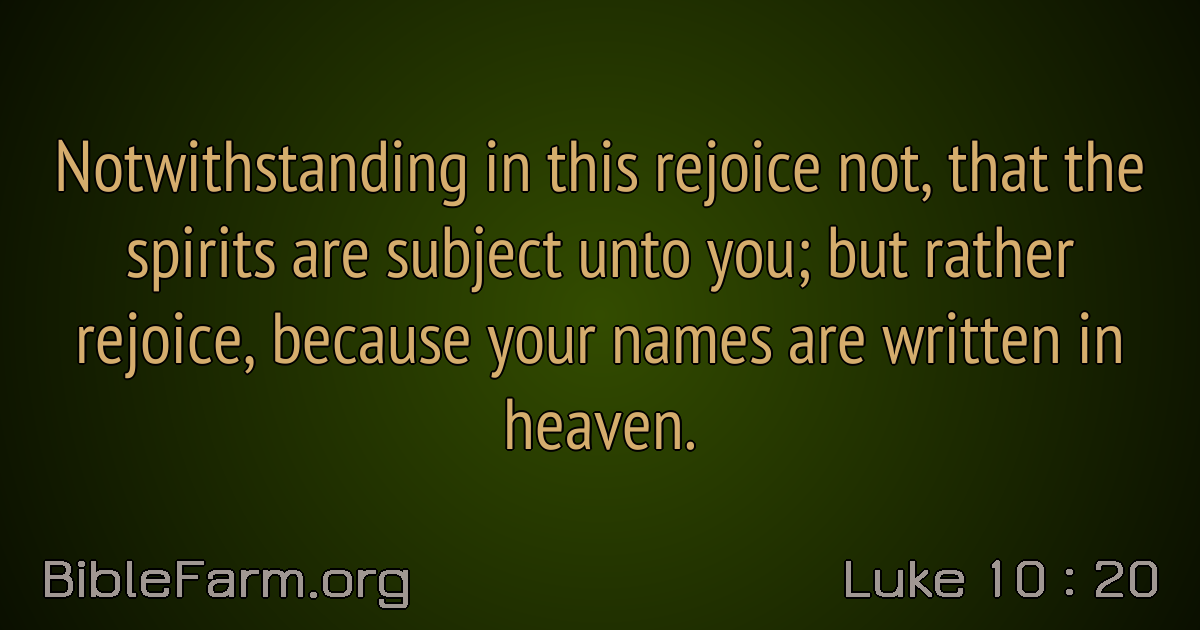 Notwithstanding in this rejoice not, that the
spirits are subject unto you; but rather
rejoice, because your names are written in
heaven.
BibleFarm.org
Luke 10 : 20